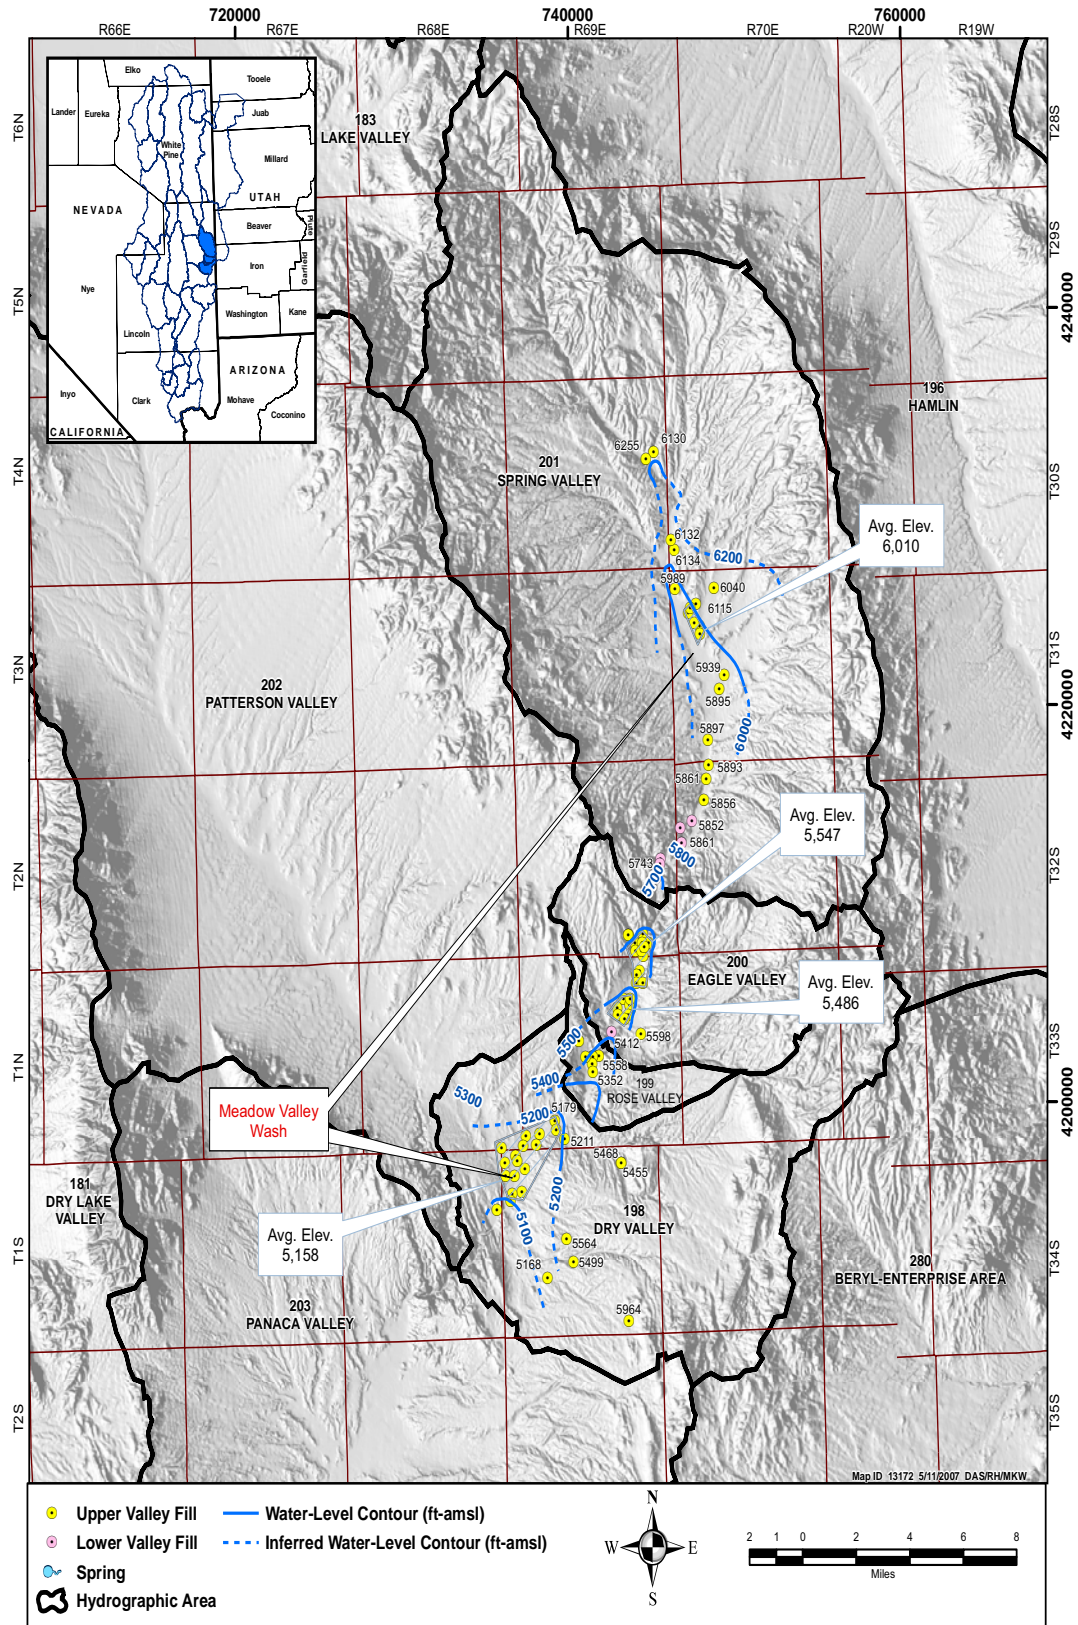 720000
740000
760000
R66E
R67E
R68E
R69E
R70E
R20W
R19W
T6N
T5N
T4N
T3N
T2N
T1N
T1S
T2S
T28S
T29S
T30S
T31S
T32S
T33S
T34S
T35S
4240000
4220000
4200000
Elko
Tooele
Lander
Eureka
Juab
White
Pine
Millard
NEVADA
UTAH
Beaver
Piute
Nye
Iron
Garfield
Washington
Kane
Lincoln
ARIZONA
Inyo
Clark
Mohave
Coconino
CALIFORNIA
183
LAKE VALLEY
196
HAMLIN
201
SPRING VALLEY
6255
6130
6132
6134
6200
Avg. Elev.
6,010
5989
6040
6115
5939
5895
202
PATTERSON VALLEY
5897
6000
5893
5861
5856
5852
5861
5800
5743
5700
Avg. Elev.
5,547
200
EAGLE VALLEY
Avg. Elev.
5,486
5598
5412
5500
5558
5352
5400
199
ROSE VALLEY
5300
5200
5179
5211
Meadow Valley
Wash
5468
5455
5200
181
DRY LAKE
VALLEY
198
DRY VALLEY
5100
Avg. Elev.
5,158
5564
5499
5168
280
BERYL-ENTERPRISE AREA
203
PANACA VALLEY
5964
Map ID 13172 5/11/2007 DAS/RH/MKW
Upper Valley Fill
Lower Valley Fill
Spring
Hydrographic Area
Water-Level Contour (ft-amsl)
Inferred Water-Level Contour (ft-amsl)
N
W
E
S
2 1 0 2 4 6 8
Miles